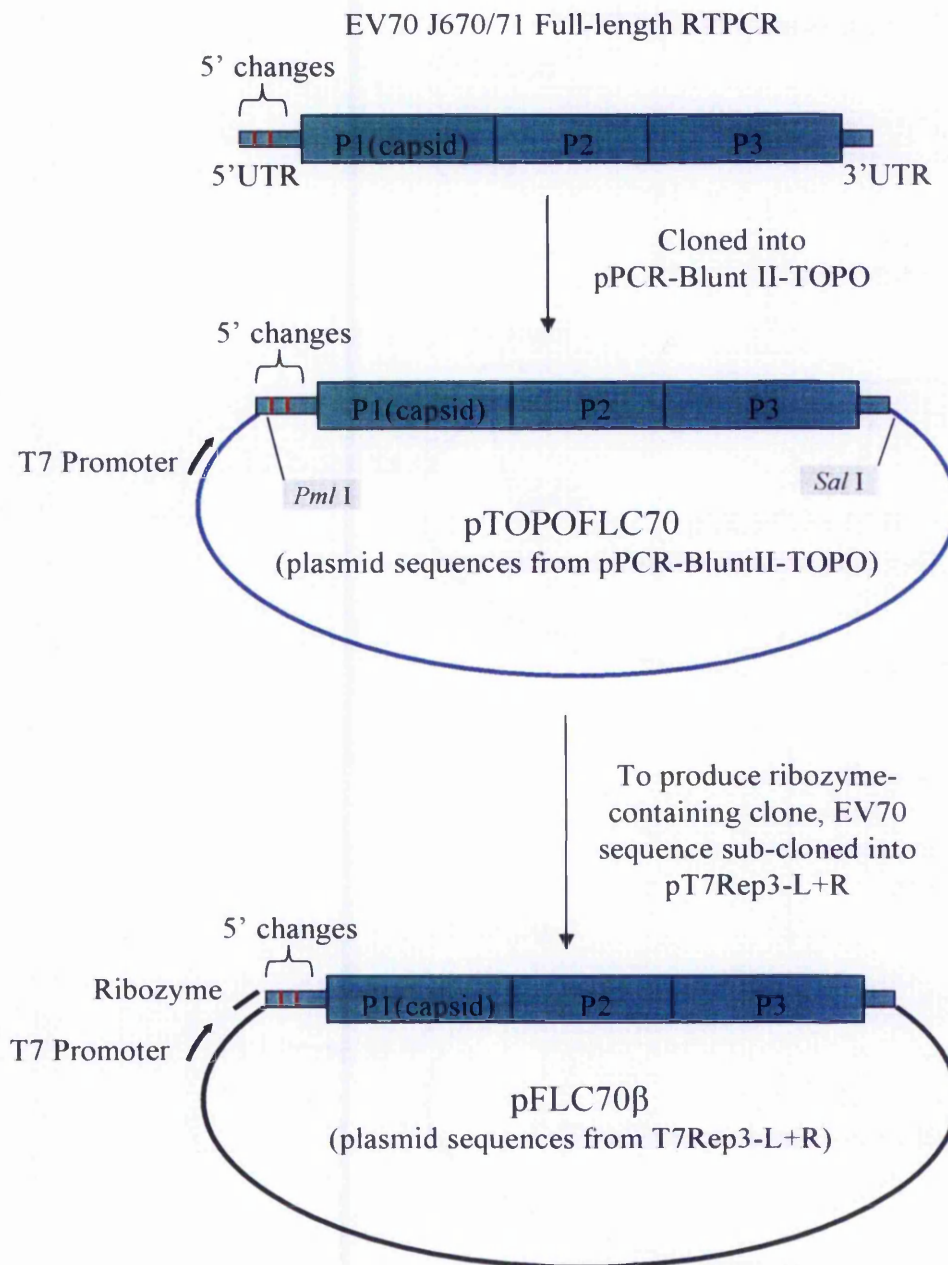 EV70 J670/71 Full-length RTPCR
5' changes
P1(capsid) P2 P3
5'UTR 3'UTR
Cloned into
pPCR-Blunt II-TOPO
5' changes
P1(capsid) P2 P3
T7 Promoter
Pml I Sal I
pTOPOFLC70
(plasmid sequences from pPCR-BluntII-TOPO)
To produce ribozyme-
containing clone, EV70
sequence sub-cloned into
pT7Rep3-L+R
5' changes
Ribozyme
P1(capsid) P2 P3
T7 Promoter
pFLC70β
(plasmid sequences from T7Rep3-L+R)